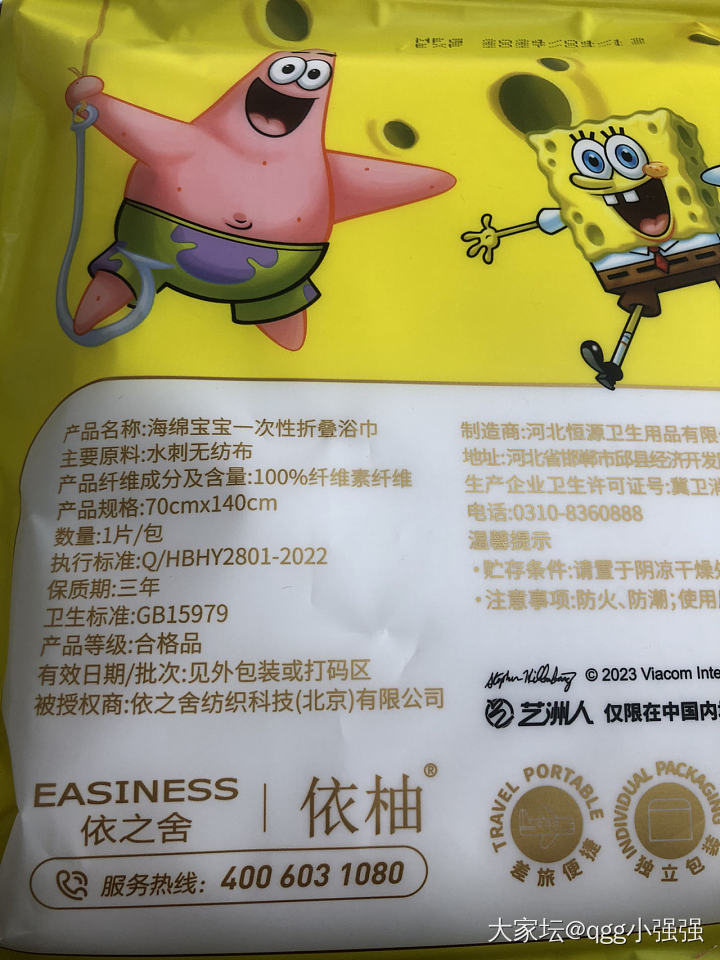 产品名称:海绵宝宝一次性折叠浴巾
主要原料:水刺无纺布
产品纤维成分及含量:100%纤维素纤维
产品规格:70cmx140cm
数量:1片/包
执行标准:Q/HBHY2801-2022
保质期:三年
卫生标准:GB15979
产品等级:合格品
有效日期/批次:见外包装或打码区
被授权商:依之舍纺织科技(北京)有限公司
制造商:河北恒源卫生用品有限
地址:河北省邯郸市邱县经济开发
生产企业卫生许可证号:冀卫消
电话:0310-8360888
温馨提示
·贮存条件:请置于阴凉干燥处
·注意事项:防火、防潮;使用
Stephen Hillenburg © 2023 Viacom Inte
艺洲人 仅限在中国内地
EASINESS
依之舍
依柚®
服务热线: 400 603 1080
TRAVEL PORTABLE
差旅便捷
INDIVIDUAL PACKAGING
独立包装
大家坛@qgg小强强